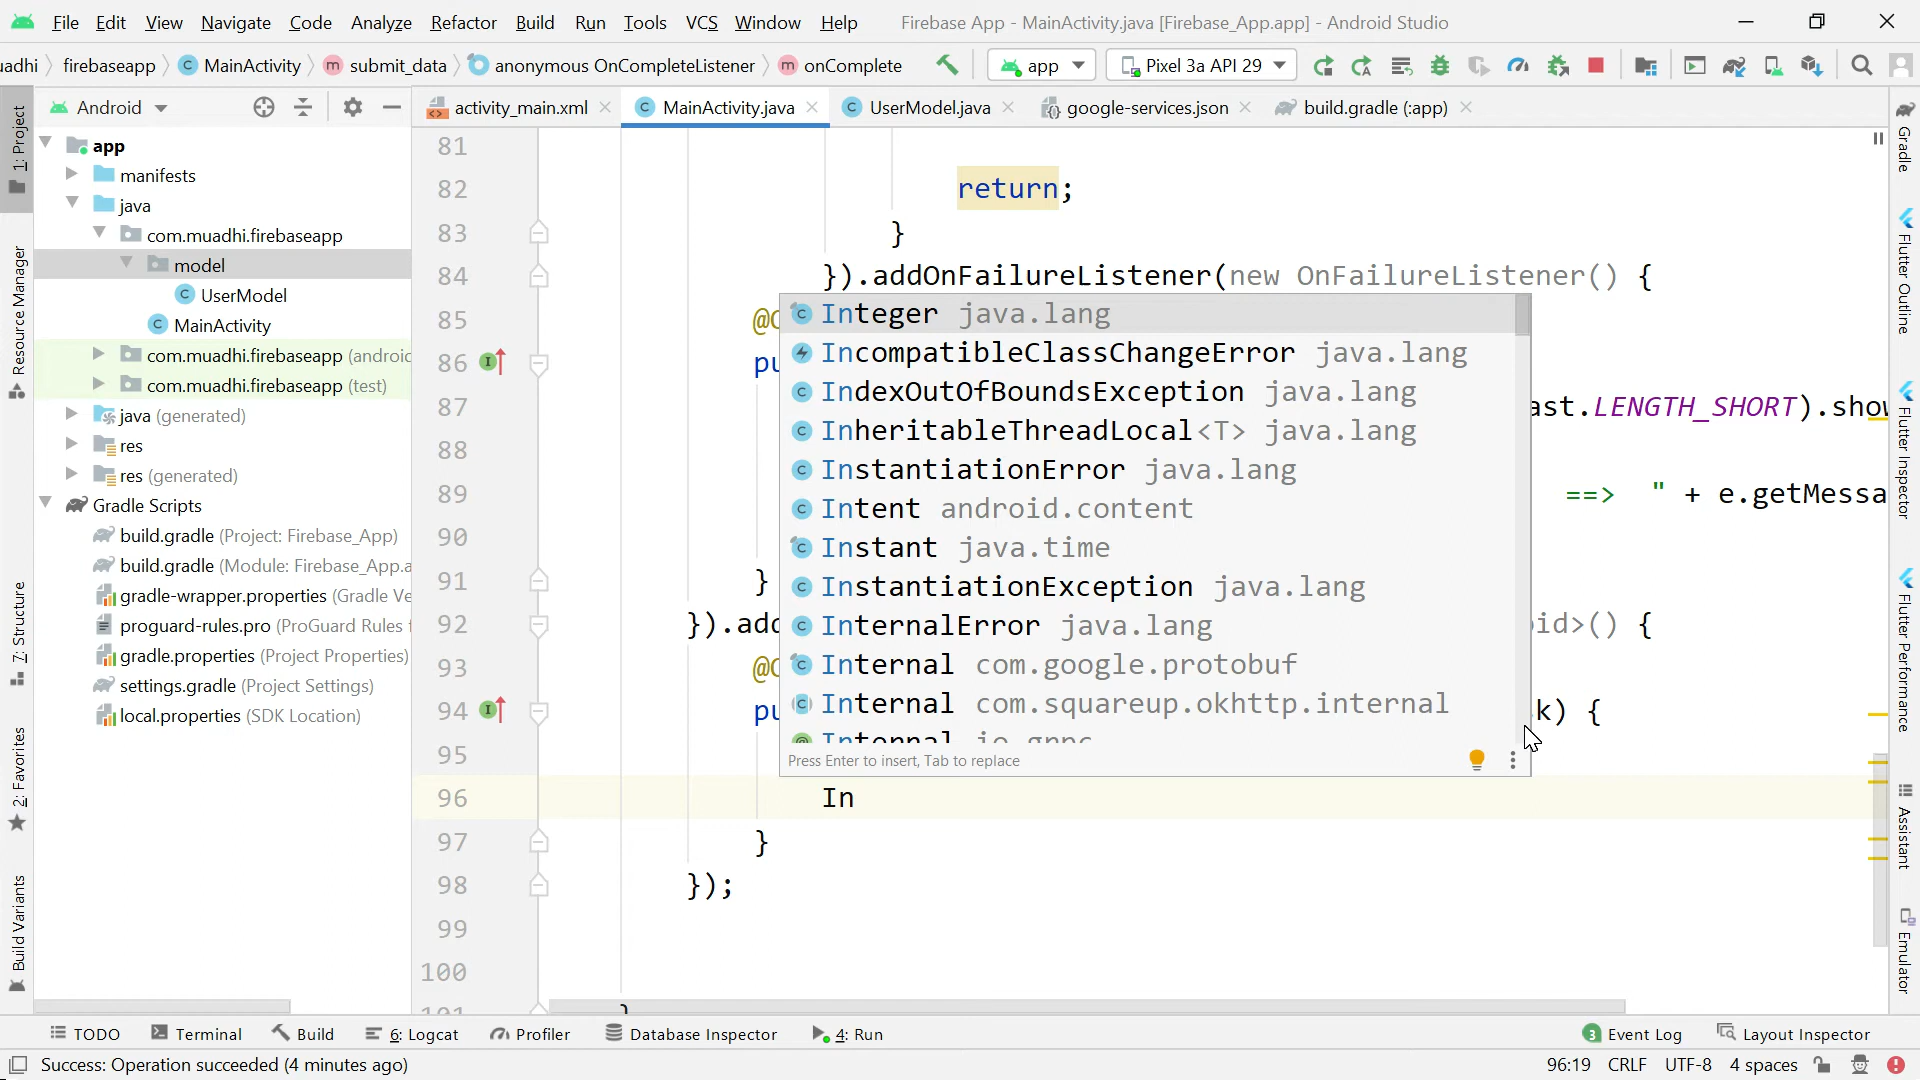 File Edit View Navigate Code Analyze Refactor Build Run Tools VCS Window Help Firebase App - MainActivity.java [Firebase_App.app] - Android Studio
adhi firebaseapp MainActivity submit_data anonymous OnCompleteListener onComplete app Pixel 3a API 29
Android
activity_main.xml MainActivity.java UserModel.java google-services.json build.gradle (:app)
1: Project
Resource Manager
7: Structure
2: Favorites
Build Variants
app
manifests
java
com.muadhi.firebaseapp
model
UserModel
MainActivity
com.muadhi.firebaseapp (androic
com.muadhi.firebaseapp (test)
java (generated)
res
res (generated)
Gradle Scripts
build.gradle (Project: Firebase_App)
build.gradle (Module: Firebase_App.a
gradle-wrapper.properties (Gradle Ve
proguard-rules.pro (ProGuard Rules f
gradle.properties (Project Properties)
settings.gradle (Project Settings)
local.properties (SDK Location)
81
82 return;
83 }
84 }).addOnFailureListener(new OnFailureListener() {
85 @O
86 pu
87 ast.LENGTH_SHORT).show
88
89 ==> " + e.getMessa
90
91 }
92 }).add oid>() {
93 @O
94 pu k) {
95
96 In
97 }
98 });
99
100
101 }
Integer java.lang
IncompatibleClassChangeError java.lang
IndexOutOfBoundsException java.lang
InheritableThreadLocal<T> java.lang
InstantiationError java.lang
Intent android.content
Instant java.time
InstantiationException java.lang
InternalError java.lang
Internal com.google.protobuf
Internal com.squareup.okhttp.internal
Internal io.grpc
Press Enter to insert, Tab to replace
Gradle
Flutter Outline
Flutter Inspector
Flutter Performance
Assistant
Emulator
TODO Terminal Build 6: Logcat Profiler Database Inspector 4: Run 3 Event Log Layout Inspector
Success: Operation succeeded (4 minutes ago) 96:19 CRLF UTF-8 4 spaces